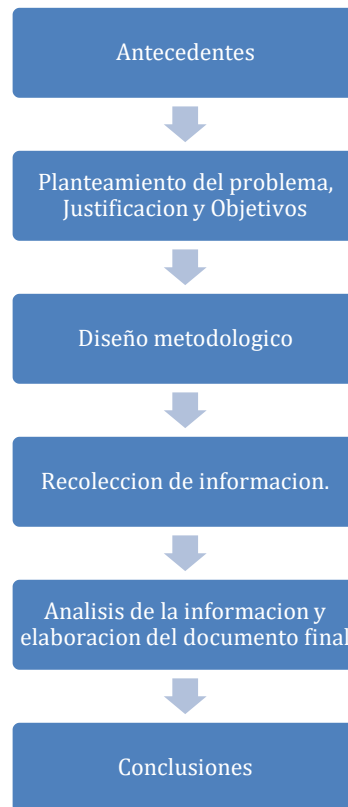 Antecedentes
Planteamiento del problema,
Justificacion y Objetivos
Diseño metodologico
Recoleccion de informacion.
Analisis de la informacion y
elaboracion del documento final
Conclusiones